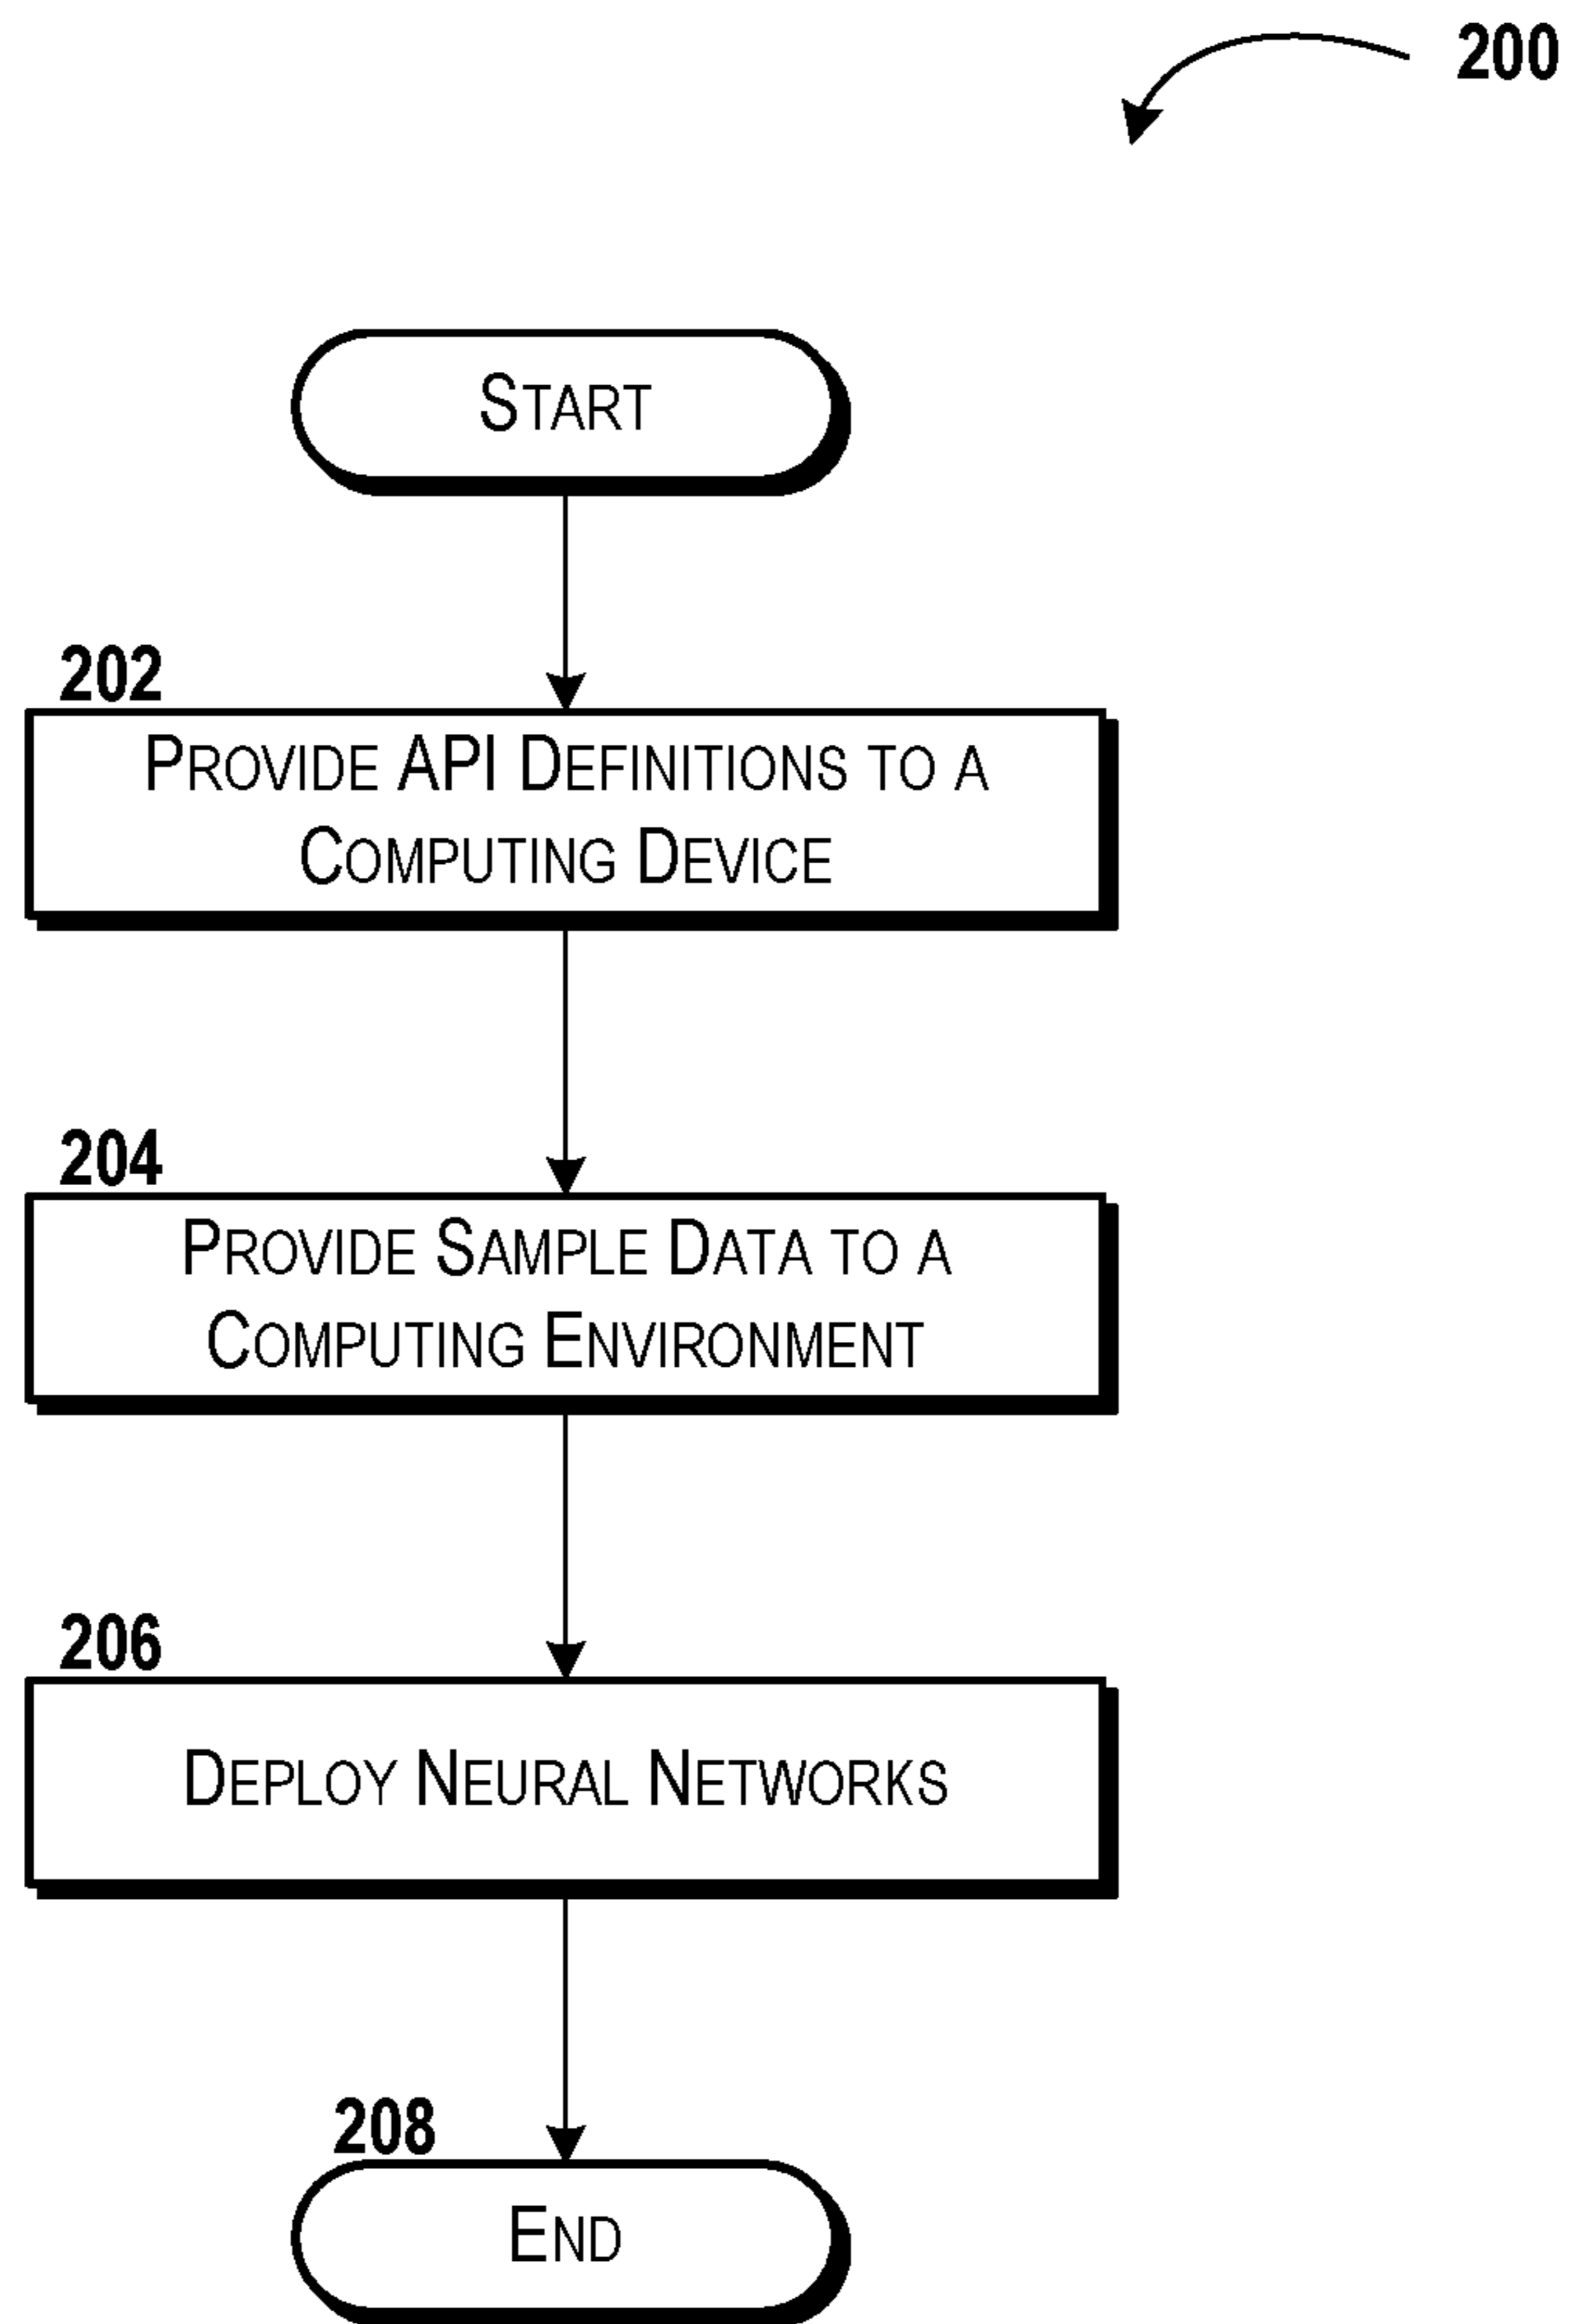 200
START
202
PROVIDE API DEFINITIONS TO A
COMPUTING DEVICE
204
PROVIDE SAMPLE DATA TO A
COMPUTING ENVIRONMENT
206
DEPLOY NEURAL NETWORKS
208
END